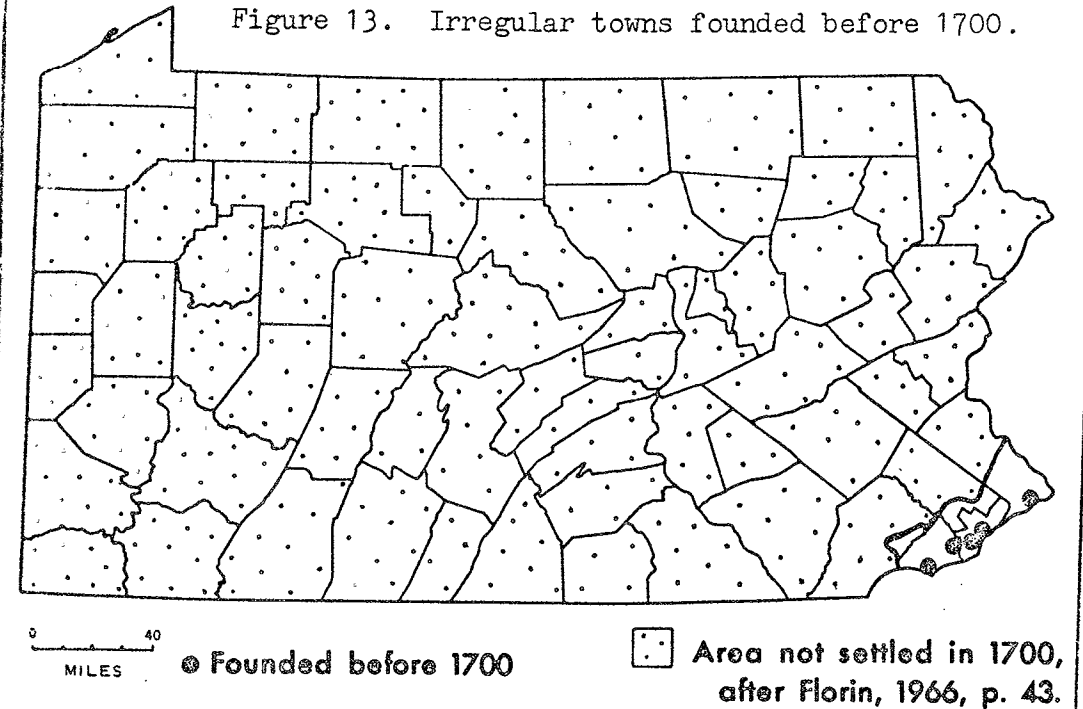 Figure 13. Irregular towns founded before 1700.
0 40
MILES
Founded before 1700
Area not settled in 1700,
after Florin, 1966, p. 43.